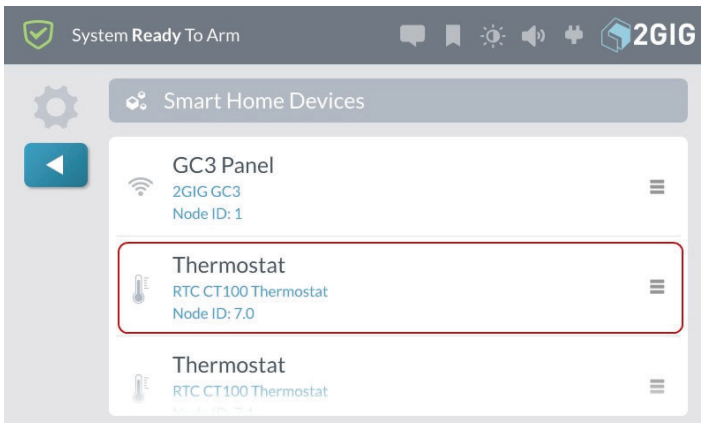 System Ready To Arm
2GIG
Smart Home Devices
GC3 Panel
2GIG GC3
Node ID: 1
Thermostat
RTC CT100 Thermostat
Node ID: 7.0
Thermostat
RTC CT100 Thermostat